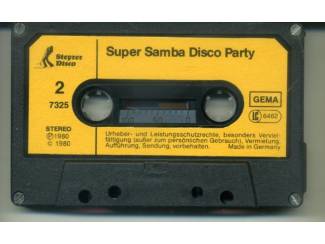 Stepter
Disco
Super Samba Disco Party
2
7325
GEMA
LC 6462
STEREO
Ⓟ 1980
© 1980
Urheber- und Leistungsschutzrechte, besonders Verviel-
fältigung (außer zum persönlichen Gebrauch), Vermietung,
Aufführung, Sendung, vorbehalten. Made in Germany